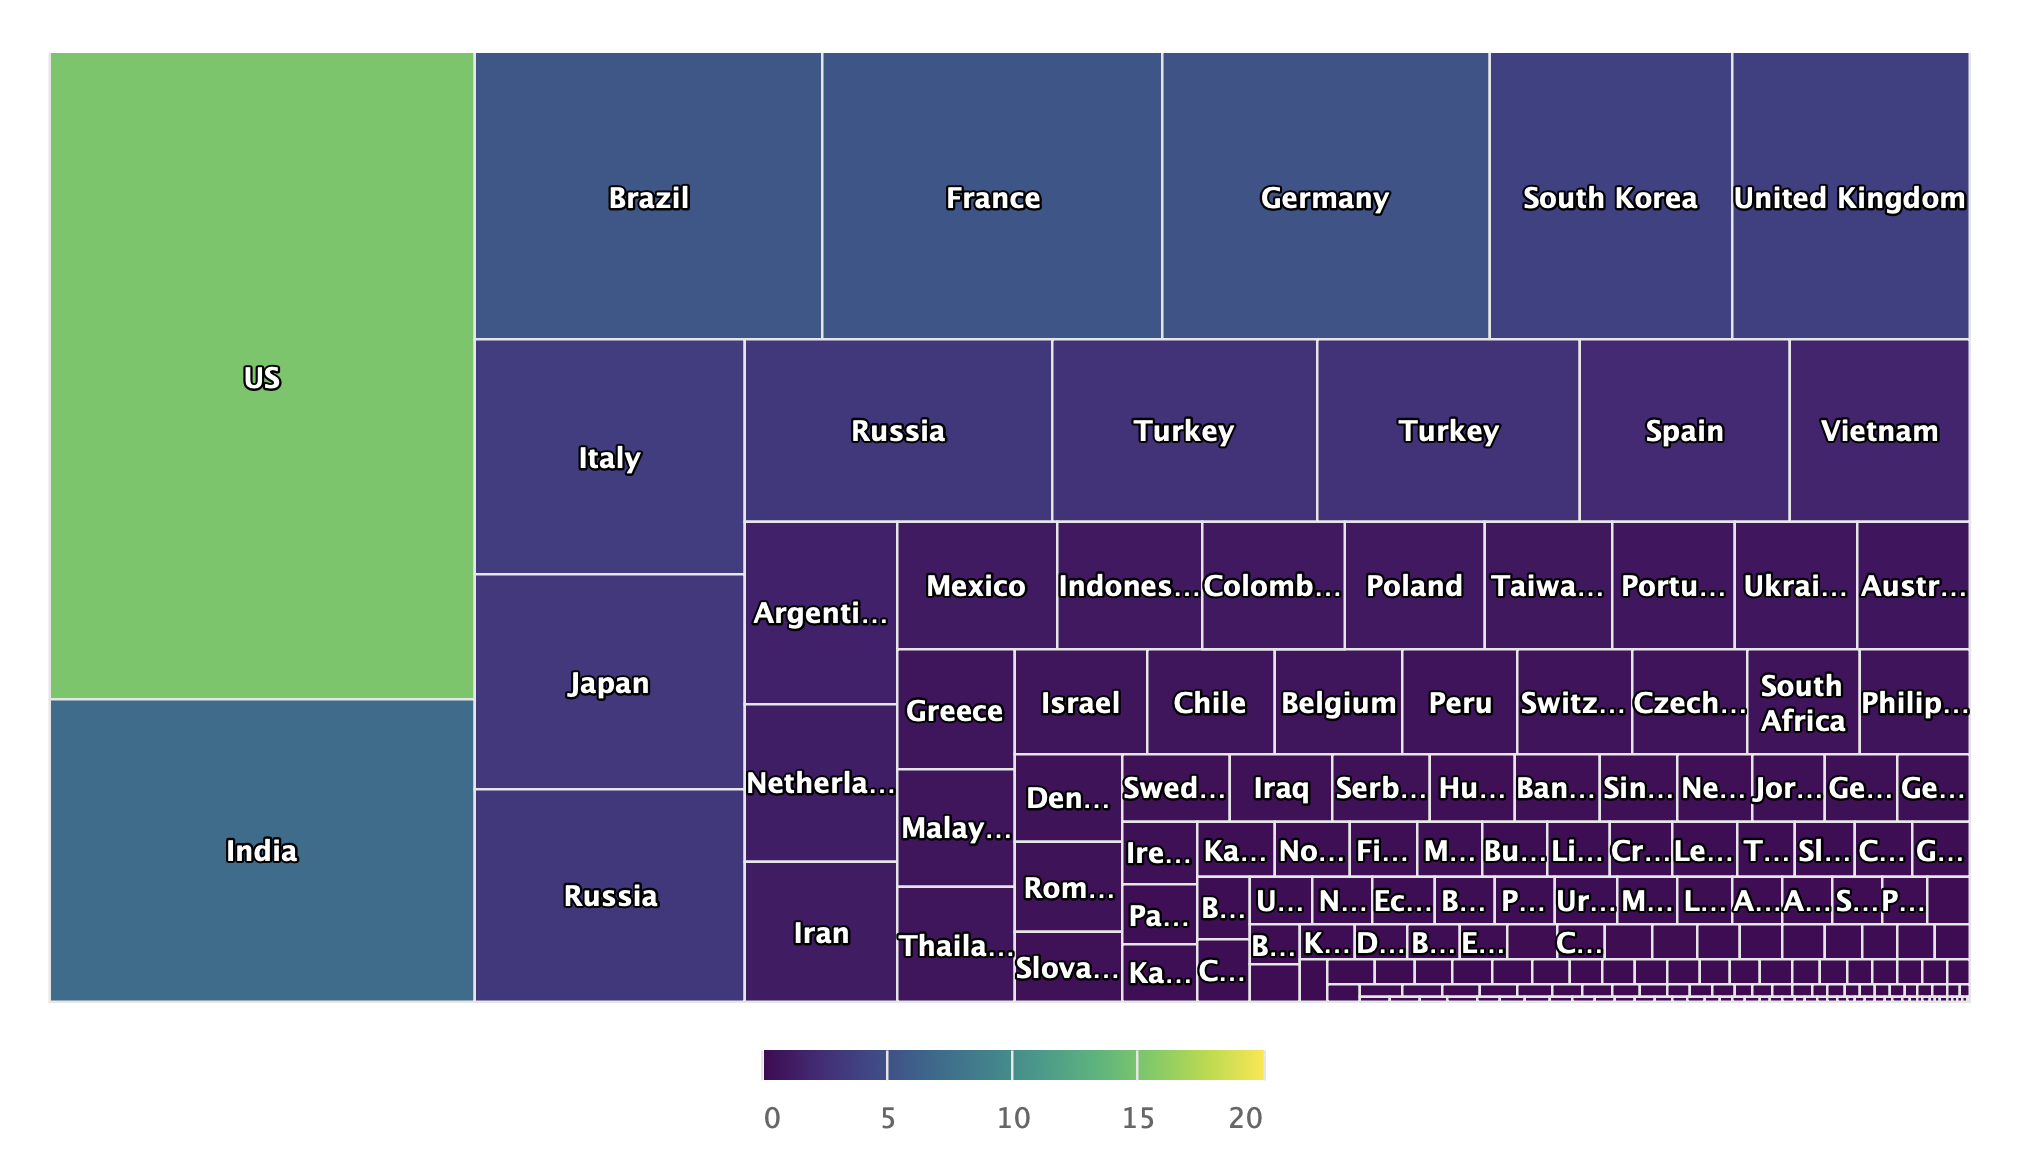 US
India
Brazil
France
Germany
South Korea
United Kingdom
Italy
Japan
Russia
Russia
Turkey
Turkey
Spain
Vietnam
Argenti...
Netherla...
Iran
Mexico
Indones...
Colomb...
Poland
Taiwa...
Portu...
Ukrai...
Austr...
Greece
Malay...
Thaila...
Israel
Chile
Belgium
Peru
Switz...
Czech...
South
Africa
Philip...
Den...
Rom...
Slova...
Swed...
Iraq
Serb...
Hu...
Ban...
Sin...
Ne...
Jor...
Ge...
Ge...
Ire...
Pa...
Ka...
Ka...
No...
Fi...
M...
Bu...
Li...
Cr...
Le...
T...
Sl...
C...
G...
B...
C...
U...
N...
Ec...
B...
P...
Ur...
M...
L...
A...
A...
S...
P...
B...
K...
D...
B...
E...
C...
0
5
10
15
20